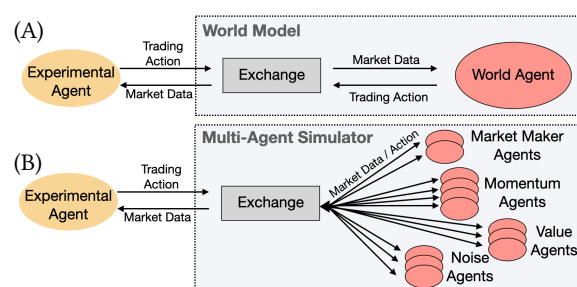 (A)
World Model
Experimental
Agent
Trading
Action
Market Data
Exchange
Market Data
Trading Action
World Agent
(B)
Multi-Agent Simulator
Experimental
Agent
Trading
Action
Market Data
Exchange
Market Data / Action
Market Maker
Agents
Momentum
Agents
Value
Agents
Noise
Agents